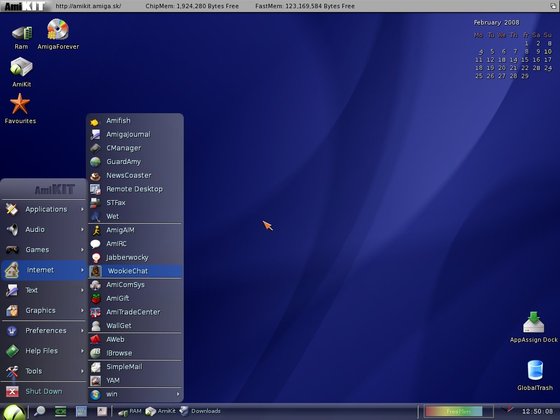 AmiKIT http://amikit.amiga.sk/ ChipMem: 1,924,280 Bytes Free FastMem: 123,169,584 Bytes Free
Ram
AmigaForever
AmiKit
Favourites
February 2008
Mo Tu We Th Fr Sa Su
1 2 3
4 5 6 7 8 9 10
11 12 13 14 15 16 17
18 19 20 21 22 23 24
25 26 27 28 29
Amifish
AmigaJournal
CManager
GuardAmy
NewsCoaster
Remote Desktop
STFax
Wet
AmigAIM
AmIRC
Jabberwocky
WookieChat
AmiComSys
AmiGift
AmiTradeCenter
WallGet
AWeb
IBrowse
SimpleMail
YAM
win
AmiKIT
Applications
Audio
Games
Internet
Text
Graphics
Preferences
Help Files
Tools
Shut Down
AppAssign Dock
GlobalTrash
RAM
AmiKit
Downloads
FreeMem
12:50:08